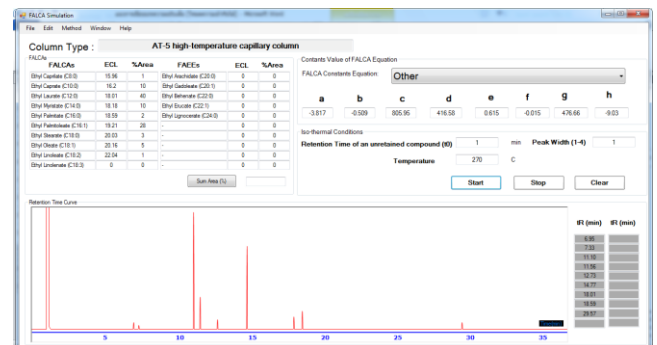 FALCA Simulation
File Edit Method Window Help
Column Type : AT-5 high-temperature capillary column
FALCAs
FALCAs ECL %Area FAEEs ECL %Area
Ethyl Caprilate (C8:0) 15.96 1 Ethyl Arachidate (C20:0) 0 0
Ethyl Caprate (C10:0) 16.2 10 Ethyl Gadoleate (C20:1) 0 0
Ethyl Laurate (C12:0) 18.01 40 Ethyl Behenate (C22:0) 0 0
Ethyl Myristate (C14:0) 18.18 10 Ethyl Erucate (C22:1) 0 0
Ethyl Palmitate (C16:0) 18.59 2 Ethyl Lignocerate (C24:0) 0 0
Ethyl Palmitoleate (C16:1) 19.21 28 - 0 0
Ethyl Stearate (C18:0) 20.03 3 - 0 0
Ethyl Oleate (C18:1) 20.16 5 - 0 0
Ethyl Linoleate (C18:2) 22.04 1 - 0 0
Ethyl Linolenate (C18:3) 0 0 - 0 0
Sum Area (%)
Contants Value of FALCA Equation
FALCA Constants Equation Other
a b c d e f g h
-3.817 -0.509 805.95 416.58 0.615 -0.015 476.66 -9.03
Iso-thermal Conditions
Retention Time of an unretained compound (t0) 1 min Peak Width (1-4) 1
Temperature 270 C
Start Stop Clear
Retention Time Curve
tR (min) tR (min)
6.95
7.33
11.10
11.56
12.73
14.77
18.01
18.59
29.57
5 10 15 20 25 30 35